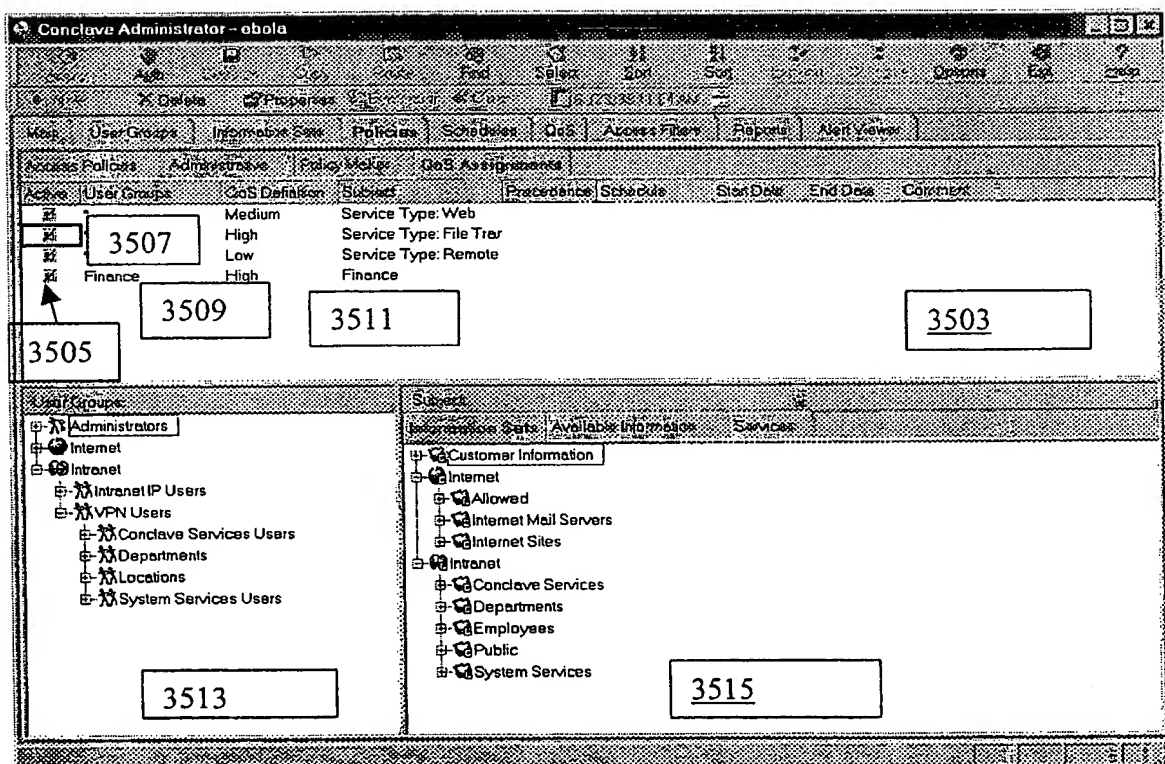 Conclave Administrator - ebola
Auth Find Select Sort Sort Options Exit Help
Delete Properties
User Groups Information Sets Policies Schedules QoS Access Filters Reports Alert Viewer
Access Policies Administrative Policy Maker QoS Assignments
Active User Groups QoS Definition Subject Precedence Schedule Start Date End Date Comment
Medium Service Type: Web
High Service Type: File Trar
Low Service Type: Remote
Finance High Finance
3507
3509
3511
3503
3505
User Groups
Administrators
Internet
Intranet
Intranet IP Users
VPN Users
Conclave Services Users
Departments
Locations
System Services Users
3513
Subject
Information Sets Available Information Services
Customer Information
Internet
Allowed
Internet Mail Servers
Internet Sites
Intranet
Conclave Services
Departments
Employees
Public
System Services
3515